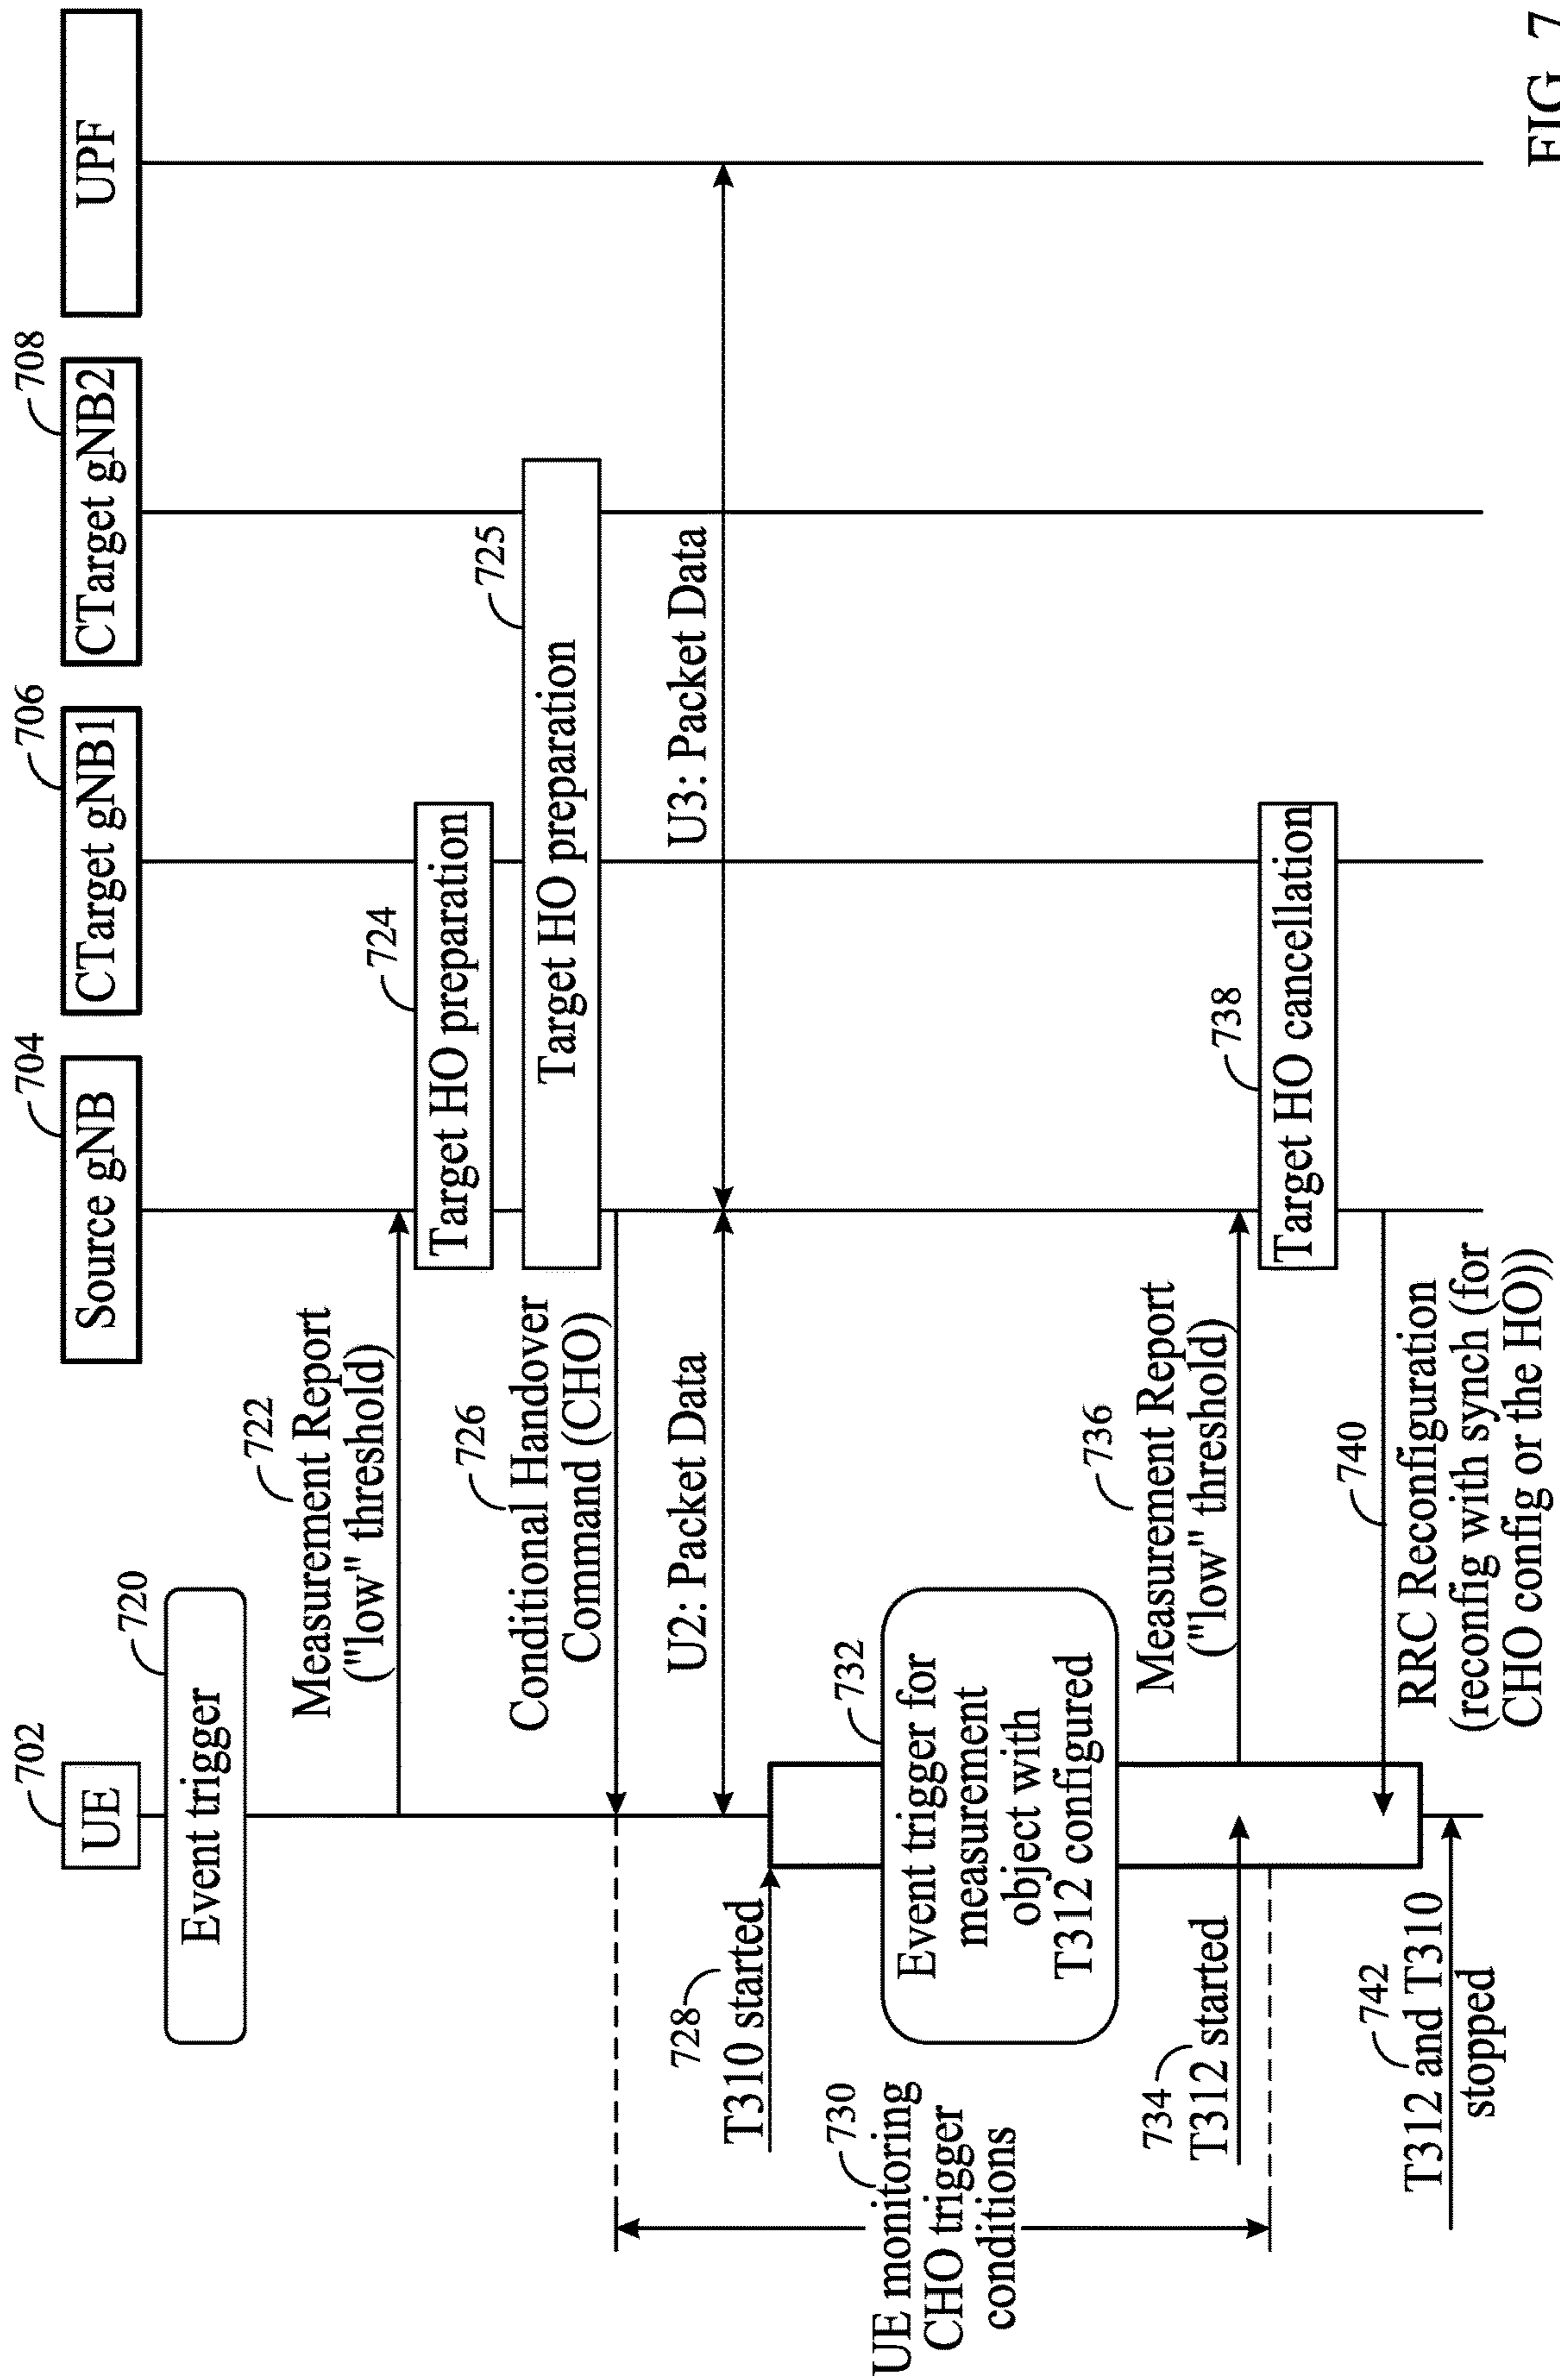 702
UE
704
Source gNB
706
CTarget gNB1
708
CTarget gNB2
UPF
720
Event trigger
722
Measurement Report
("low" threshold)
724
Target HO preparation
725
Target HO preparation
726
Conditional Handover
Command (CHO)
U2: Packet Data
U3: Packet Data
728
T310 started
730
UE monitoring
CHO trigger
conditions
732
Event trigger for
measurement
object with
T312 configured
734
T312 started
736
Measurement Report
("low" threshold)
738
Target HO cancellation
740
RRC Reconfiguration
(reconfig with synch (for
CHO config or the HO))
742
T312 and T310
stopped
FIG. 7